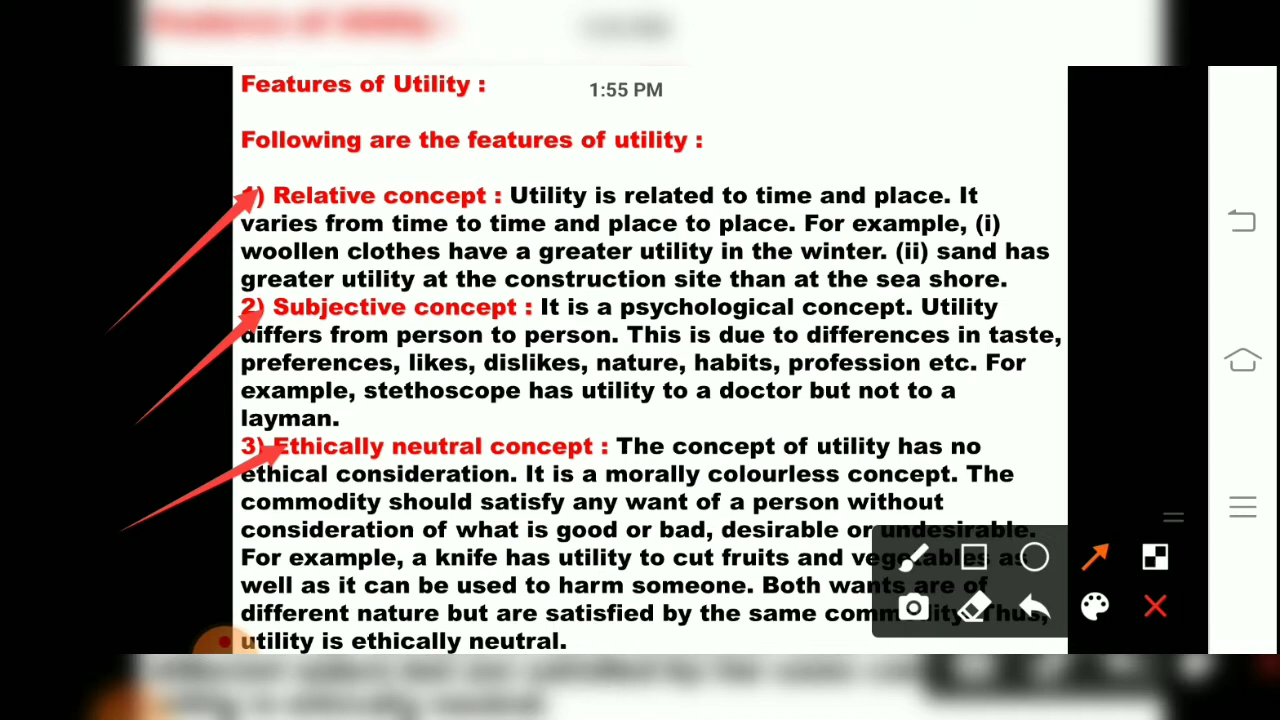 Features of Utility :
1:55 PM
Following are the features of utility :
1) Relative concept : Utility is related to time and place. It
varies from time to time and place to place. For example, (i)
woollen clothes have a greater utility in the winter. (ii) sand has
greater utility at the construction site than at the sea shore.
2) Subjective concept : It is a psychological concept. Utility
differs from person to person. This is due to differences in taste,
preferences, likes, dislikes, nature, habits, profession etc. For
example, stethoscope has utility to a doctor but not to a
layman.
3) Ethically neutral concept : The concept of utility has no
ethical consideration. It is a morally colourless concept. The
commodity should satisfy any want of a person without
consideration of what is good or bad, desirable or undesirable.
For example, a knife has utility to cut fruits and vegetables as
well as it can be used to harm someone. Both wants are of
different nature but are satisfied by the same commodity. Thus,
utility is ethically neutral.